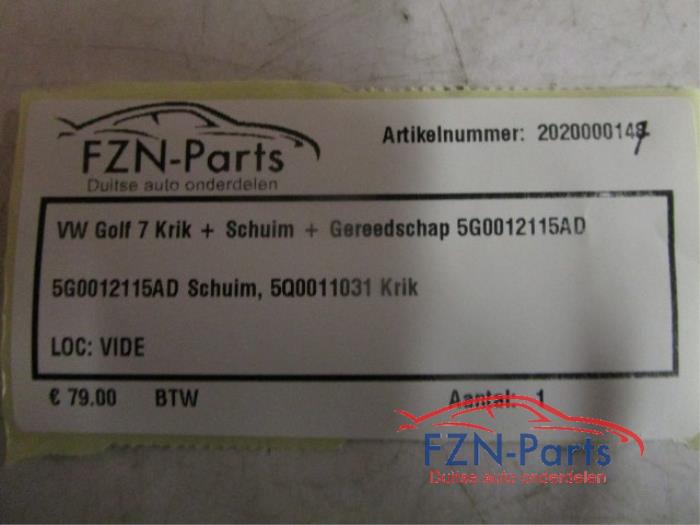 FZN-Parts
Duitse auto onderdelen
Artikelnummer: 2020000147
VW Golf 7 Krik + Schuim + Gereedschap 5G0012115AD
5G0012115AD Schuim, 5Q0011031 Krik
LOC: VIDE
€ 79.00 BTW Aantal: 1
FZN-Parts
Duitse auto onderdelen